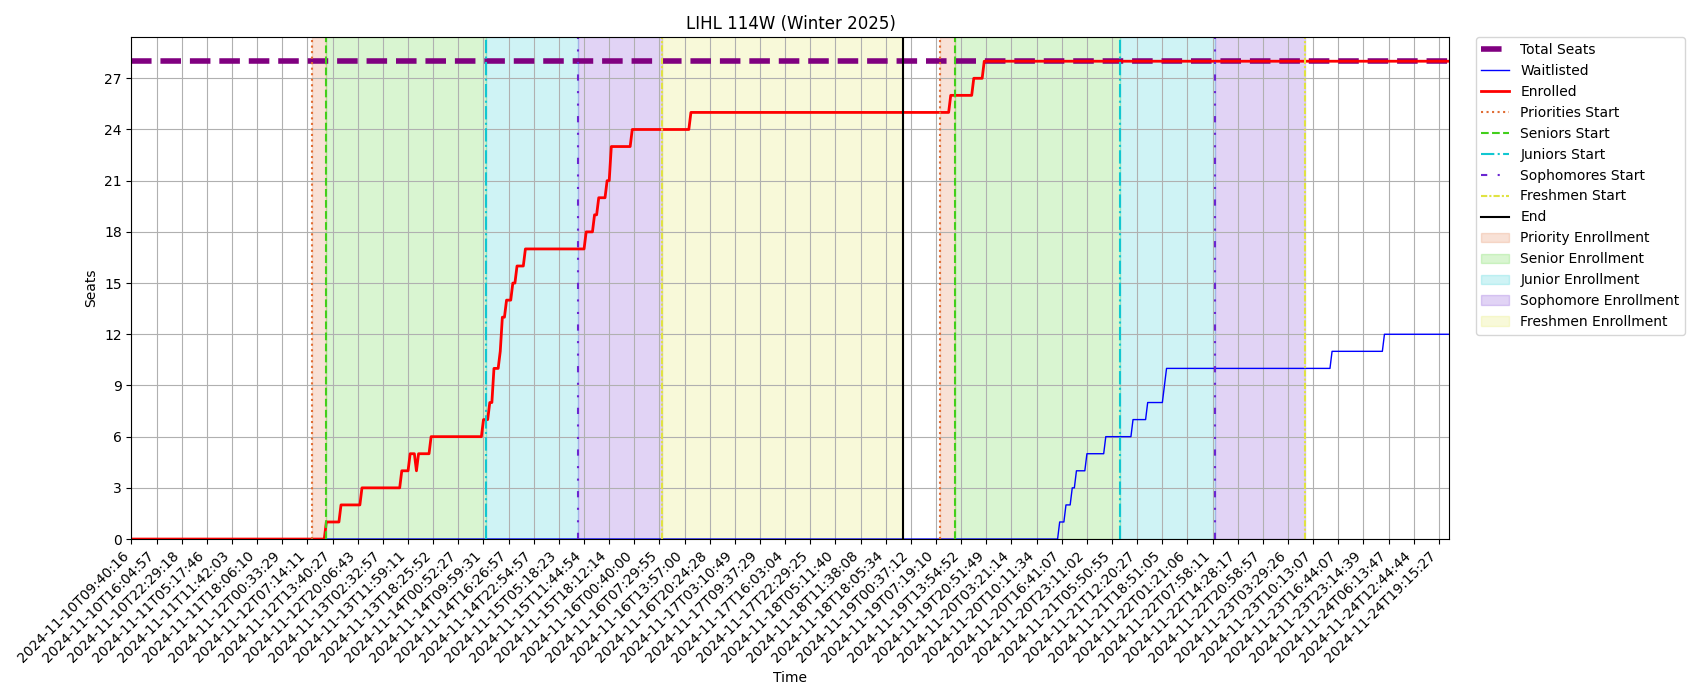 LIHL 114W (Winter 2025)
Seats
27
24
21
18
15
12
9
6
3
0
2024-11-10T09:40:16
2024-11-10T16:04:57
2024-11-10T22:29:18
2024-11-11T05:17:46
2024-11-11T11:42:03
2024-11-11T18:06:10
2024-11-12T00:33:29
2024-11-12T07:14:11
2024-11-12T13:40:27
2024-11-12T20:06:43
2024-11-13T03:32:57
2024-11-13T11:59:11
2024-11-13T18:25:52
2024-11-14T00:52:27
2024-11-14T09:59:31
2024-11-14T16:26:57
2024-11-14T22:54:57
2024-11-15T05:18:23
2024-11-15T11:44:54
2024-11-15T18:12:14
2024-11-16T00:40:00
2024-11-16T07:29:55
2024-11-16T13:57:00
2024-11-16T20:24:28
2024-11-17T03:10:49
2024-11-17T09:37:29
2024-11-17T16:03:04
2024-11-17T22:29:25
2024-11-18T05:11:40
2024-11-18T11:38:08
2024-11-18T18:05:34
2024-11-19T00:37:12
2024-11-19T07:19:10
2024-11-19T13:54:52
2024-11-19T20:51:49
2024-11-20T03:21:14
2024-11-20T10:11:34
2024-11-20T16:41:07
2024-11-20T23:11:02
2024-11-21T05:50:55
2024-11-21T12:20:27
2024-11-21T18:51:05
2024-11-22T01:21:06
2024-11-22T07:58:11
2024-11-22T14:28:17
2024-11-22T20:58:57
2024-11-23T03:29:26
2024-11-23T10:13:07
2024-11-23T16:44:07
2024-11-23T23:14:39
2024-11-24T06:13:47
2024-11-24T12:44:44
2024-11-24T19:15:27
Time
Total Seats
Waitlisted
Enrolled
Priorities Start
Seniors Start
Juniors Start
Sophomores Start
Freshmen Start
End
Priority Enrollment
Senior Enrollment
Junior Enrollment
Sophomore Enrollment
Freshmen Enrollment